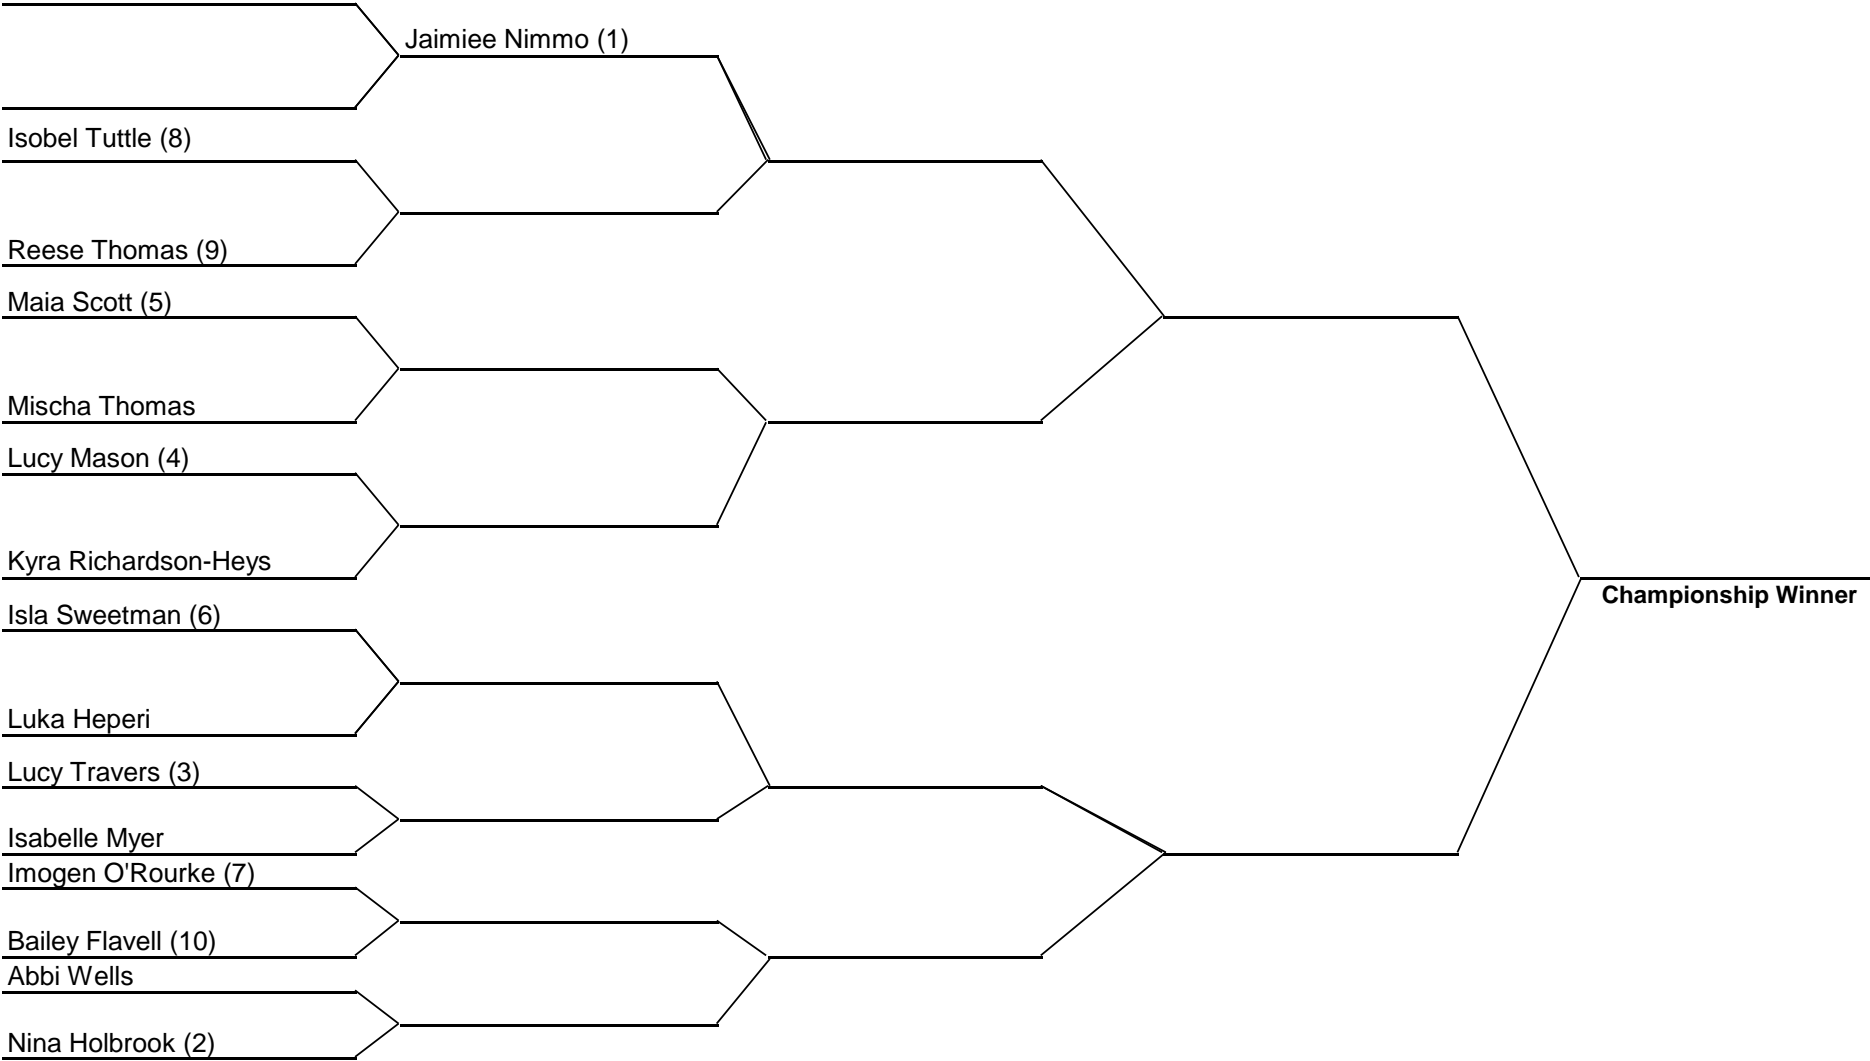 Jaimiee Nimmo (1)
Isobel Tuttle (8)
Reese Thomas (9)
Maia Scott (5)
Mischa Thomas
Lucy Mason (4)
Kyra Richardson-Heys
Championship Winner
Isla Sweetman (6)
Luka Heperi
Lucy Travers (3)
Isabelle Myer
Imogen O'Rourke (7)
Bailey Flavell (10)
Abbi Wells
Nina Holbrook (2)